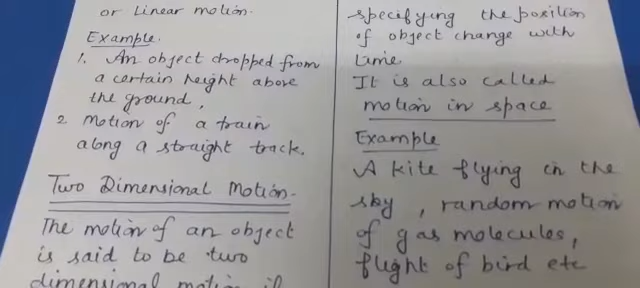 or Linear motion.
Example.
1. An object dropped from
a certain height above
the ground,
2 Motion of a train
along a straight track.
Two Dimensional Motion.
The motion of an object
is said to be two
dimensional motion if
specifying the position
of object change with
time
It is also called
motion in space
Example
A kite flying in the
sky, random motion
of gas molecules,
flight of bird etc